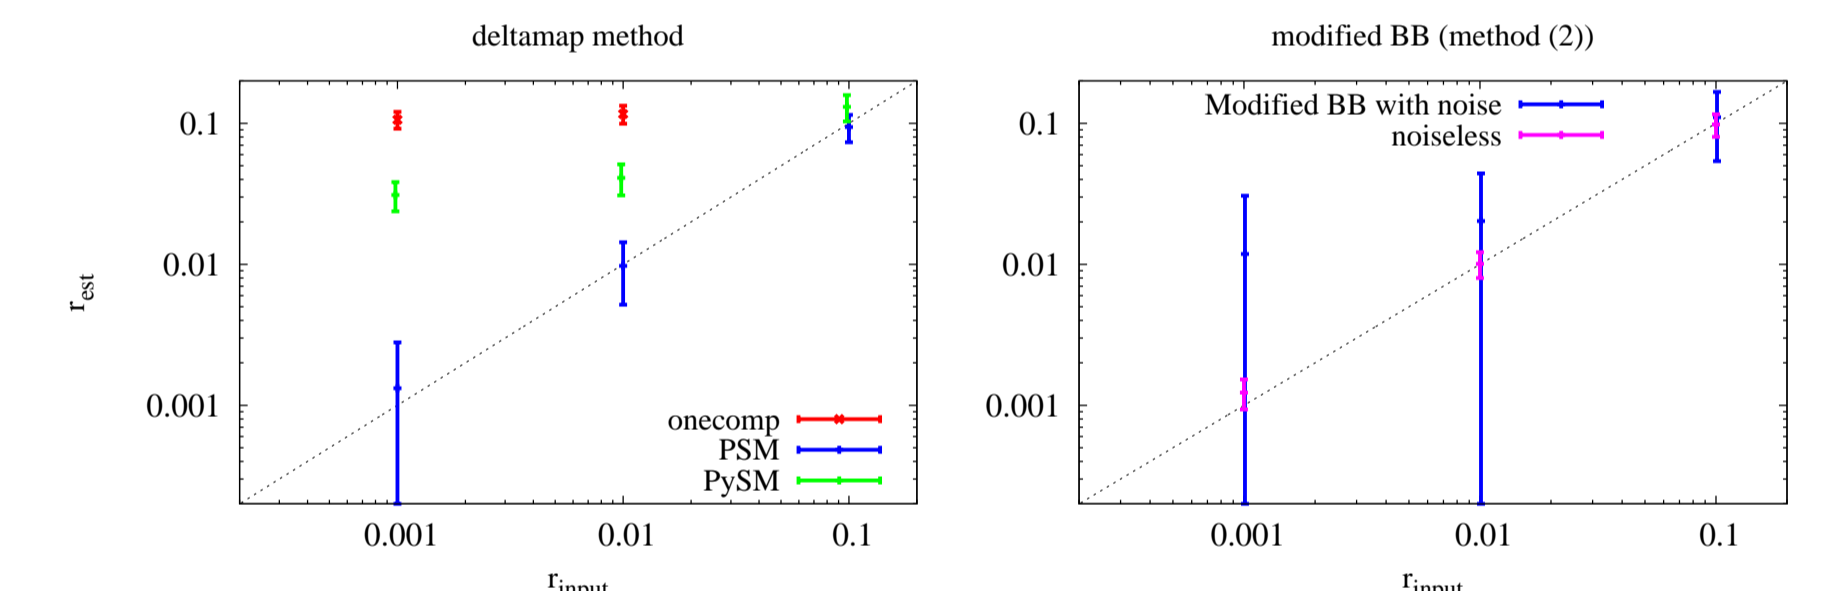 deltamap method
0.1
0.01
0.001
r_est
onecomp
PSM
PySM
0.001 0.01 0.1
r_input
modified BB (method (2))
Modified BB with noise
noiseless
0.1
0.01
0.001
0.001 0.01 0.1
r_input